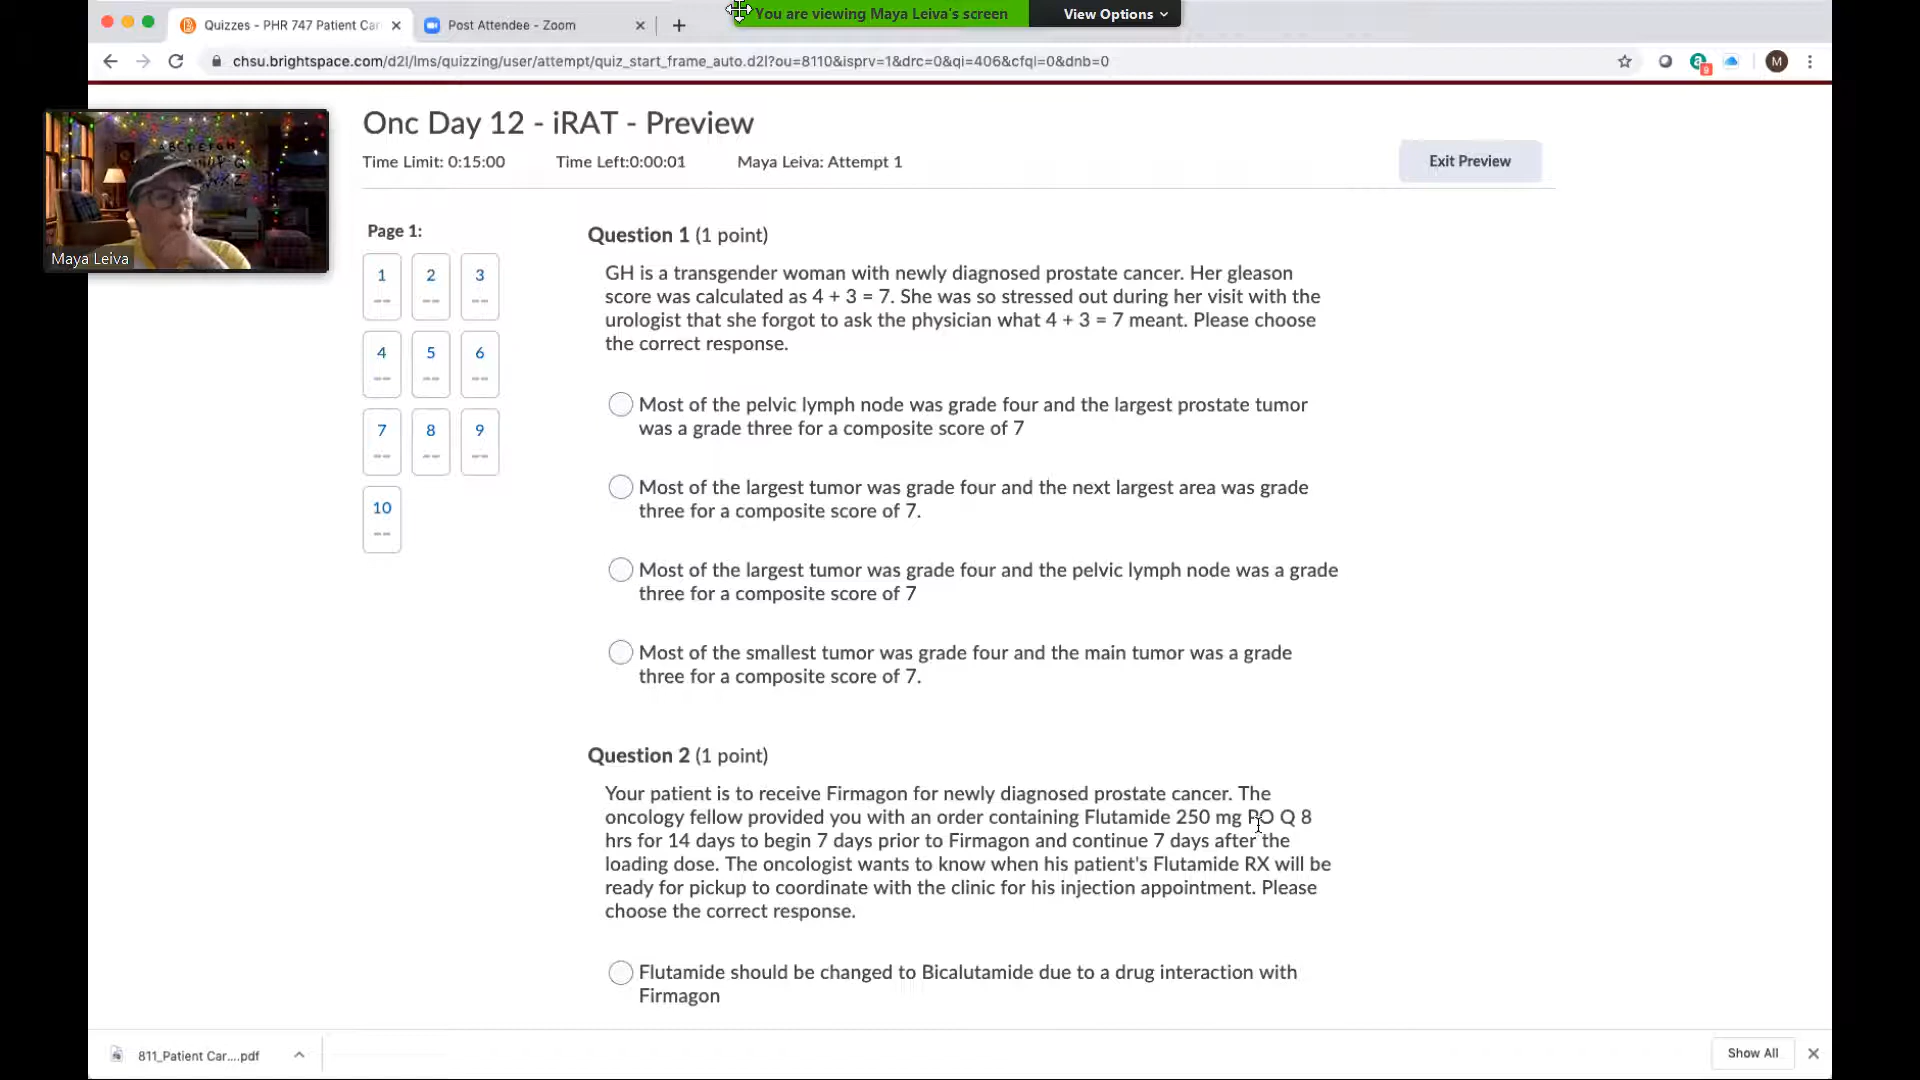 Quizzes - PHR 747 Patient Car
Post Attendee - Zoom
You are viewing Maya Leiva's screen
View Options
chsu.brightspace.com/d2l/lms/quizzing/user/attempt/quiz_start_frame_auto.d2l?ou=8110&isprv=1&drc=0&qi=406&cfql=0&dnb=0
M
Onc Day 12 - iRAT - Preview
Time Limit: 0:15:00
Time Left:0:00:01
Maya Leiva: Attempt 1
Exit Preview
Maya Leiva
Page 1:
1 2 3
-- -- --
4 5 6
-- -- --
7 8 9
-- -- --
10
--
Question 1 (1 point)
GH is a transgender woman with newly diagnosed prostate cancer. Her gleason
score was calculated as 4 + 3 = 7. She was so stressed out during her visit with the
urologist that she forgot to ask the physician what 4 + 3 = 7 meant. Please choose
the correct response.
Most of the pelvic lymph node was grade four and the largest prostate tumor
was a grade three for a composite score of 7
Most of the largest tumor was grade four and the next largest area was grade
three for a composite score of 7.
Most of the largest tumor was grade four and the pelvic lymph node was a grade
three for a composite score of 7
Most of the smallest tumor was grade four and the main tumor was a grade
three for a composite score of 7.
Question 2 (1 point)
Your patient is to receive Firmagon for newly diagnosed prostate cancer. The
oncology fellow provided you with an order containing Flutamide 250 mg PO Q 8
hrs for 14 days to begin 7 days prior to Firmagon and continue 7 days after the
loading dose. The oncologist wants to know when his patient's Flutamide RX will be
ready for pickup to coordinate with the clinic for his injection appointment. Please
choose the correct response.
Flutamide should be changed to Bicalutamide due to a drug interaction with
Firmagon
811_Patient Car....pdf
Show All